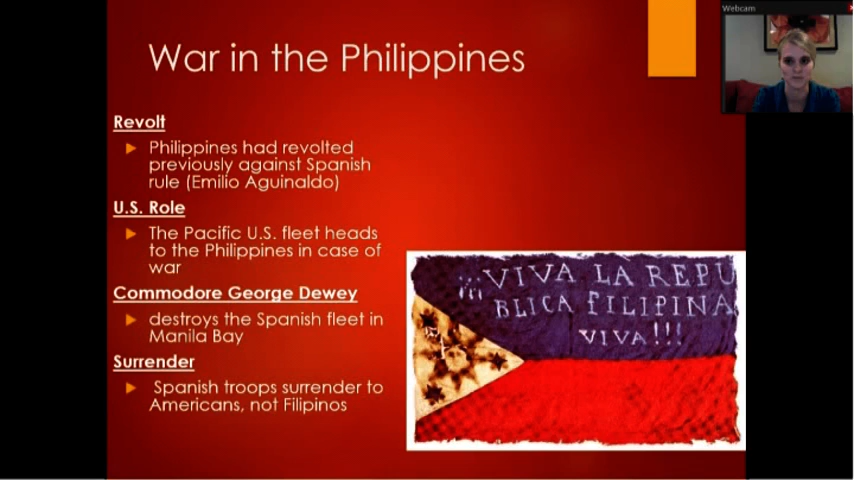 Webcam
War in the Philippines
Revolt
Philippines had revolted
previously against Spanish
rule (Emilio Aguinaldo)
U.S. Role
The Pacific U.S. fleet heads
to the Philippines in case of
war
Commodore George Dewey
destroys the Spanish fleet in
Manila Bay
Surrender
Spanish troops surrender to
Americans, not Filipinos
¡¡¡VIVA LA REPU
BLICA FILIPINA
VIVA!!!